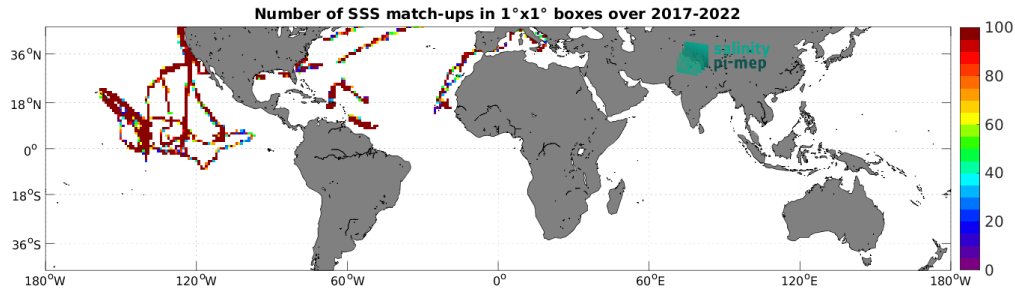 Number of SSS match-ups in 1°x1° boxes over 2017-2022
salinity
pi-mep
36°N
18°N
0°
18°S
36°S
180°W
120°W
60°W
0°
60°E
120°E
180°W
100
80
60
40
20
0